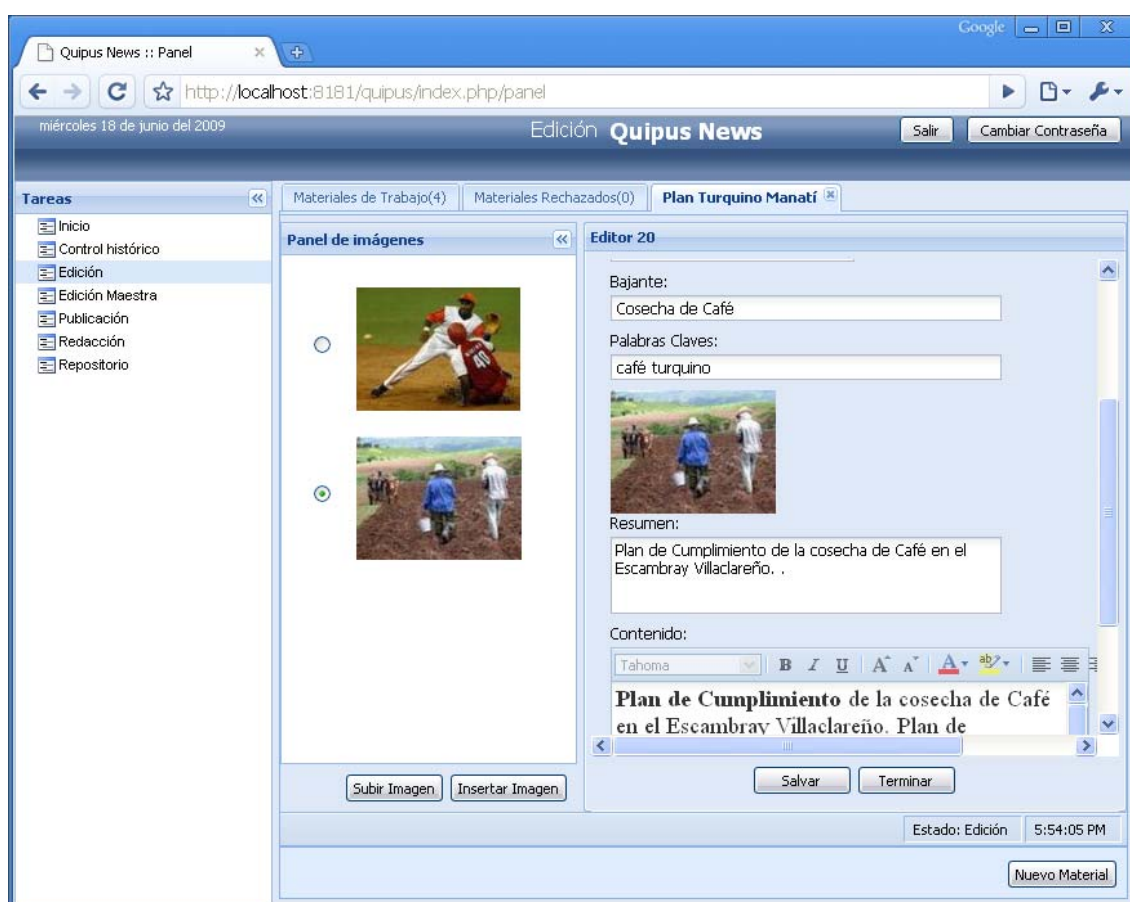 Google
Quipus News :: Panel
http://localhost:8181/quipus/index.php/panel
miércoles 18 de junio del 2009
Edición Quipus News
Salir
Cambiar Contraseña
Tareas
Inicio
Control histórico
Edición
Edición Maestra
Publicación
Redacción
Repositorio
Materiales de Trabajo(4)
Materiales Rechazados(0)
Plan Turquino Manatí
Panel de imágenes
40
Subir Imagen
Insertar Imagen
Editor 20
Bajante:
Cosecha de Café
Palabras Claves:
café turquino
Resumen:
Plan de Cumplimiento de la cosecha de Café en el
Escambray Villaclareño. .
Contenido:
Tahoma
B I U A A A ab
Plan de Cumplimiento de la cosecha de Café
en el Escambray Villaclareño. Plan de
Salvar
Terminar
Estado: Edición
5:54:05 PM
Nuevo Material